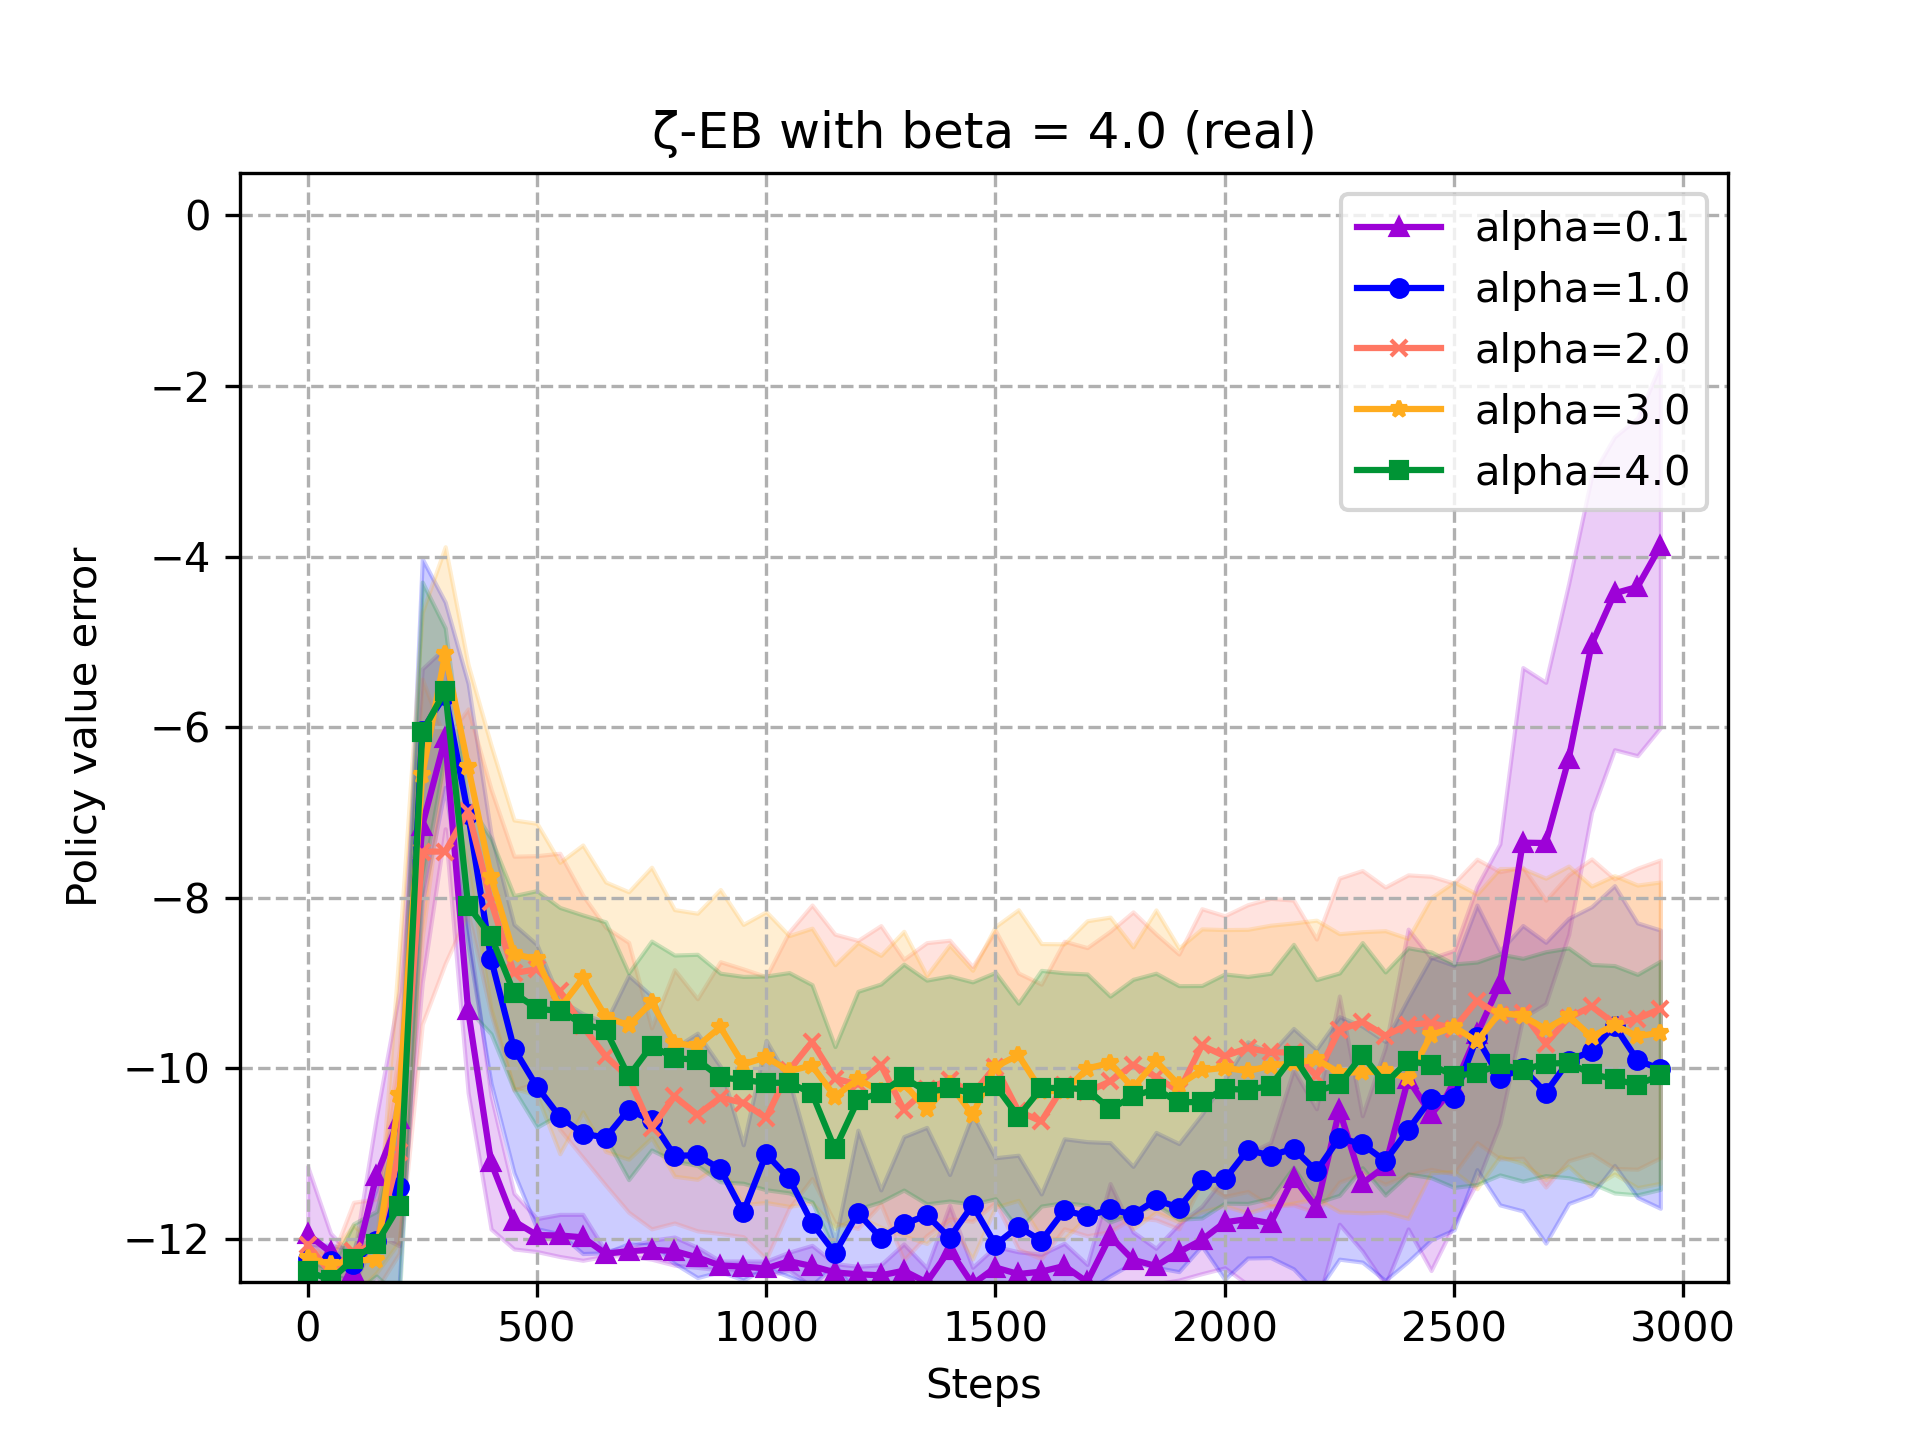 ζ-EB with beta = 4.0 (real)
alpha=0.1
alpha=1.0
alpha=2.0
alpha=3.0
alpha=4.0
Policy value error
0
−2
−4
−6
−8
−10
−12
0 500 1000 1500 2000 2500 3000
Steps